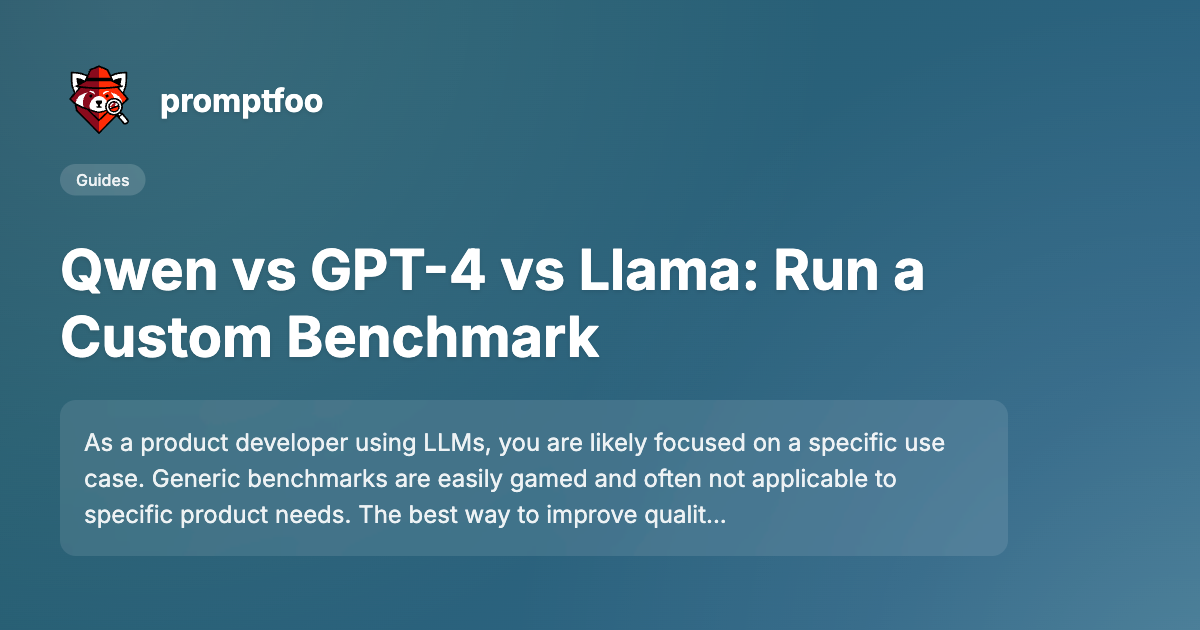 promptfoo
Guides
Qwen vs GPT-4 vs Llama: Run a
Custom Benchmark
As a product developer using LLMs, you are likely focused on a specific use
case. Generic benchmarks are easily gamed and often not applicable to
specific product needs. The best way to improve qualit...